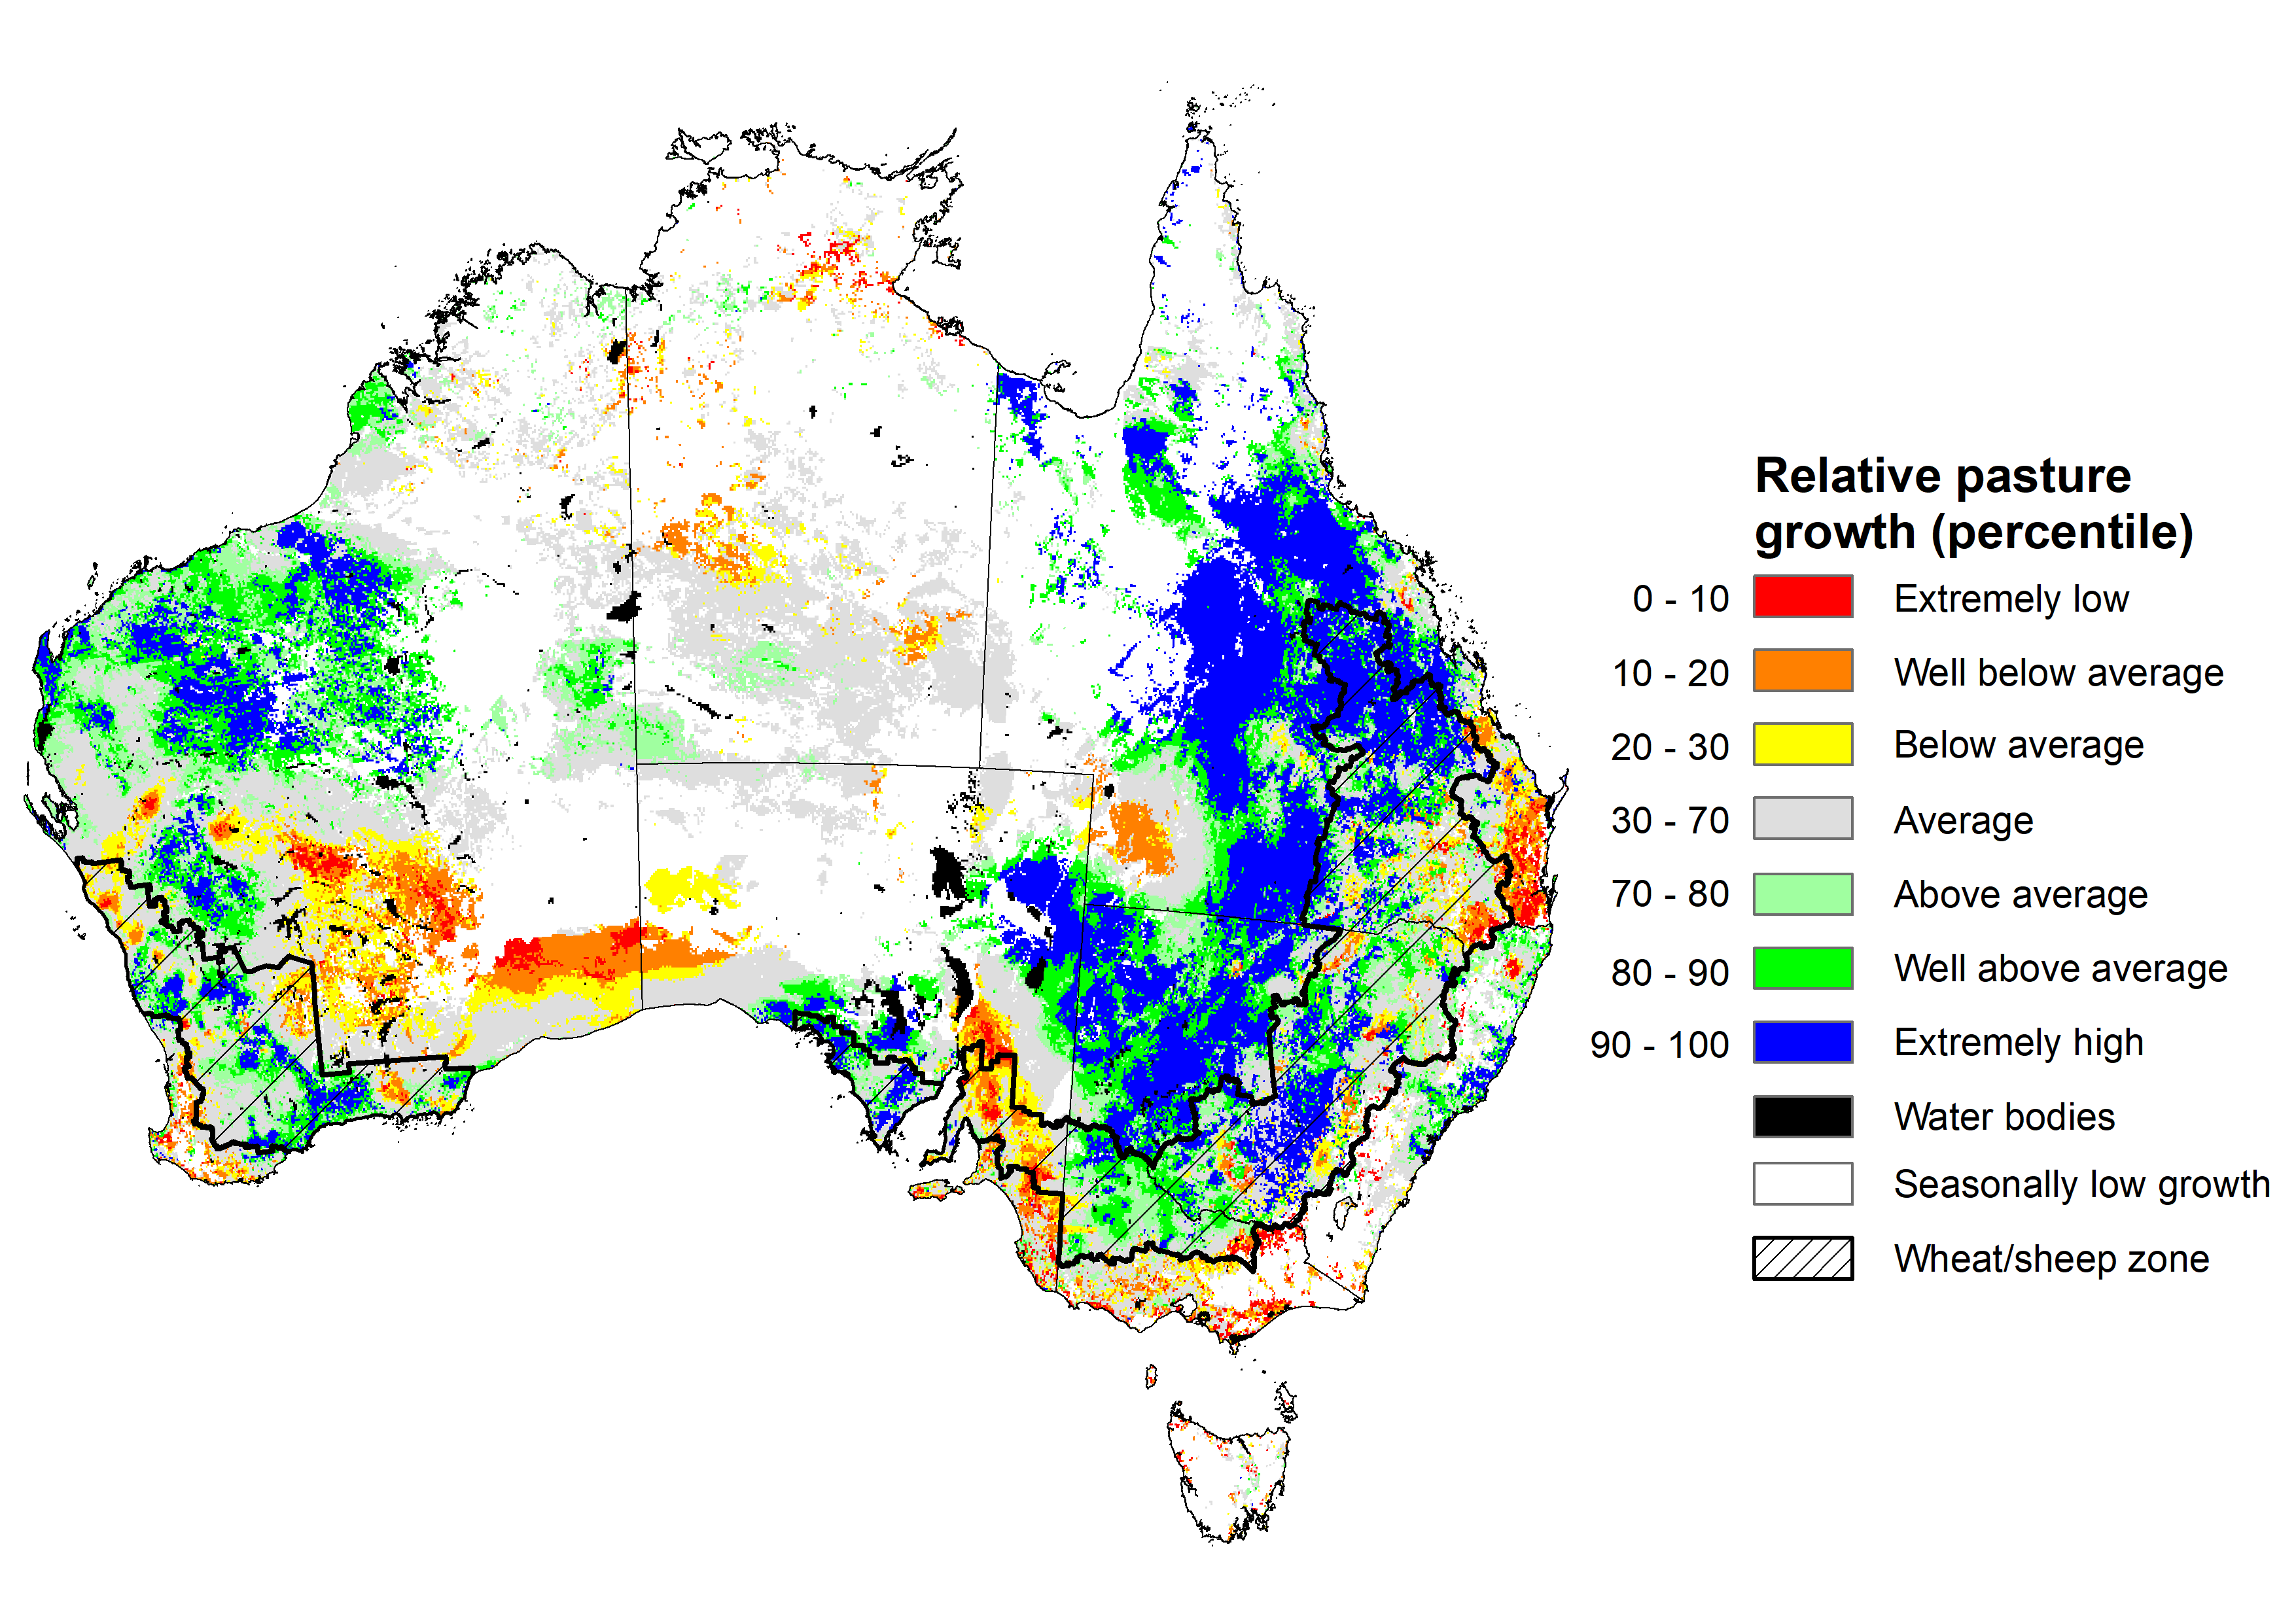 Relative pasture
growth (percentile)
0 - 10 Extremely low
10 - 20 Well below average
20 - 30 Below average
30 - 70 Average
70 - 80 Above average
80 - 90 Well above average
90 - 100 Extremely high
Water bodies
Seasonally low growth
Wheat/sheep zone